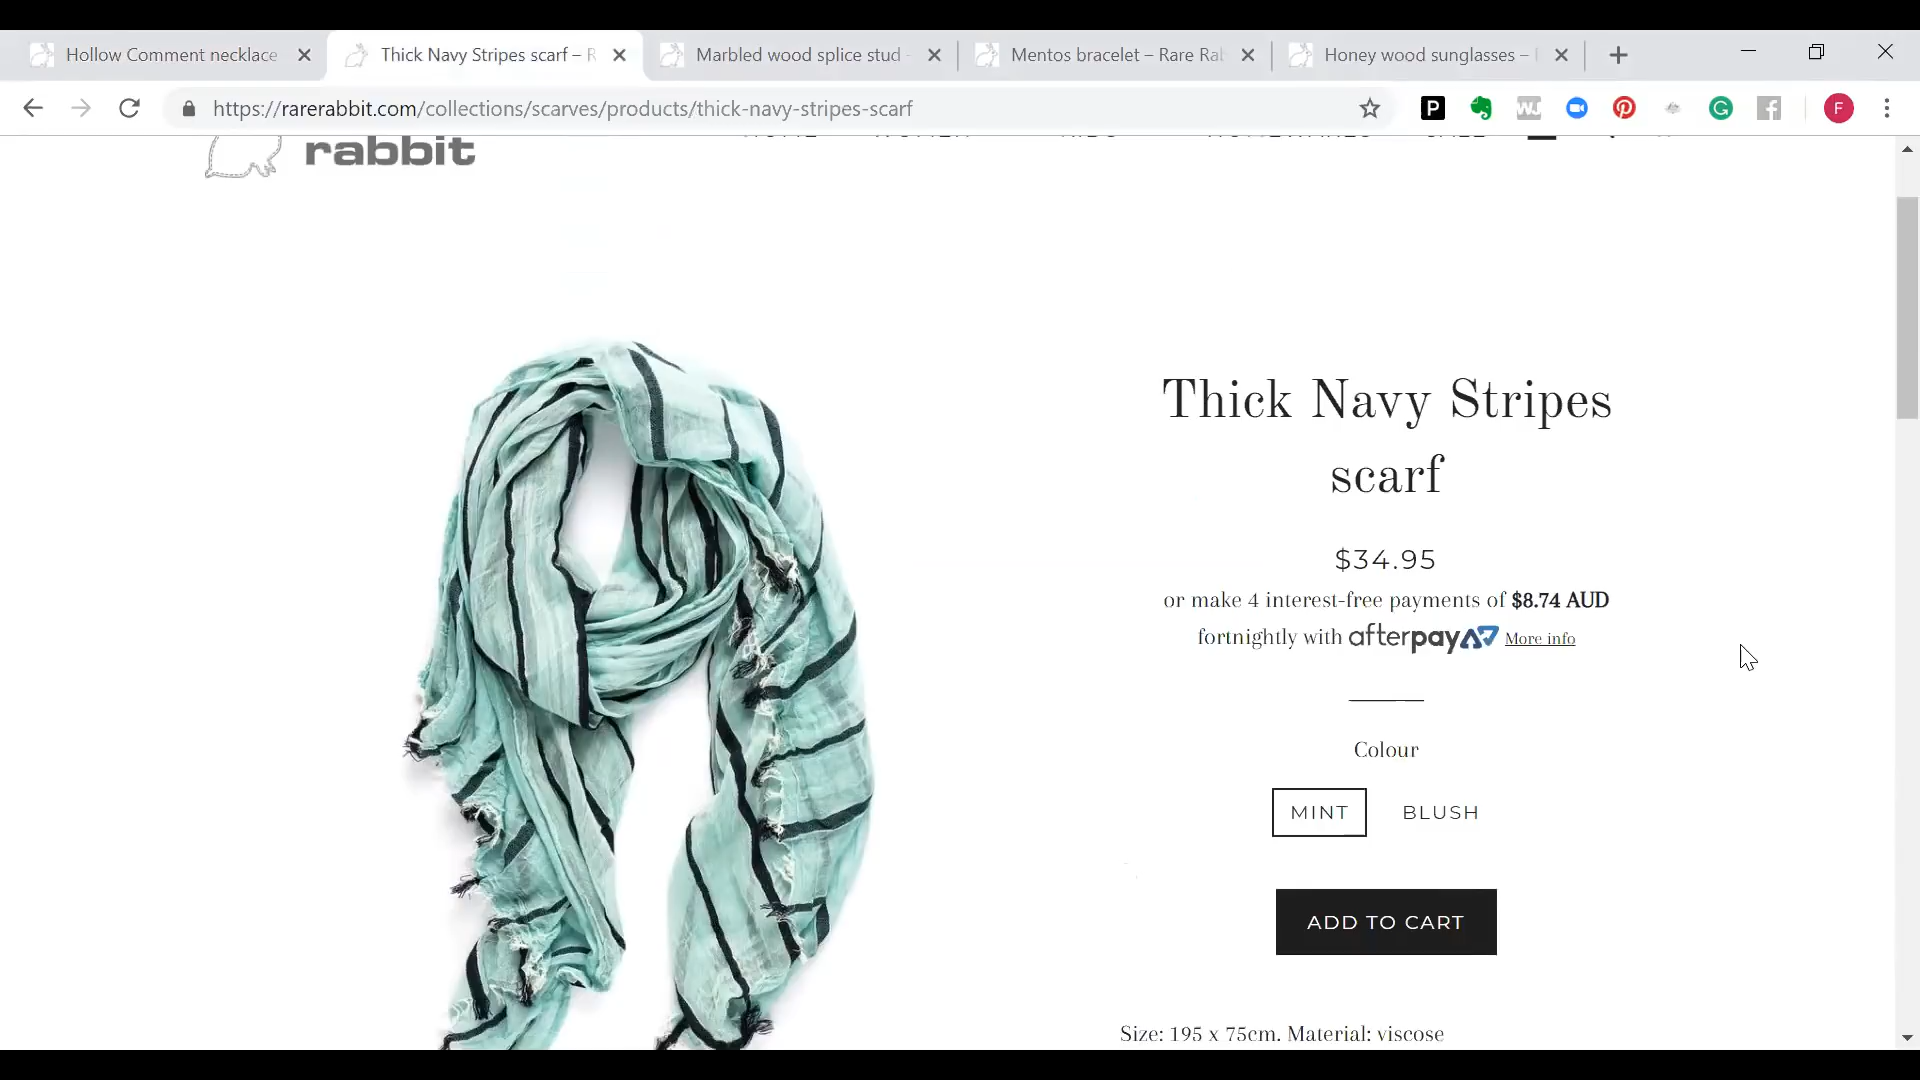 Hollow Comment necklace
Thick Navy Stripes scarf – R
Marbled wood splice stud -
Mentos bracelet – Rare Ra
Honey wood sunglasses –
https://rarerabbit.com/collections/scarves/products/thick-navy-stripes-scarf
P
WJ
G
F
rabbit
Thick Navy Stripes
scarf
$34.95
or make 4 interest-free payments of $8.74 AUD
fortnightly with afterpay More info
Colour
MINT BLUSH
ADD TO CART
Size: 195 x 75cm. Material: viscose